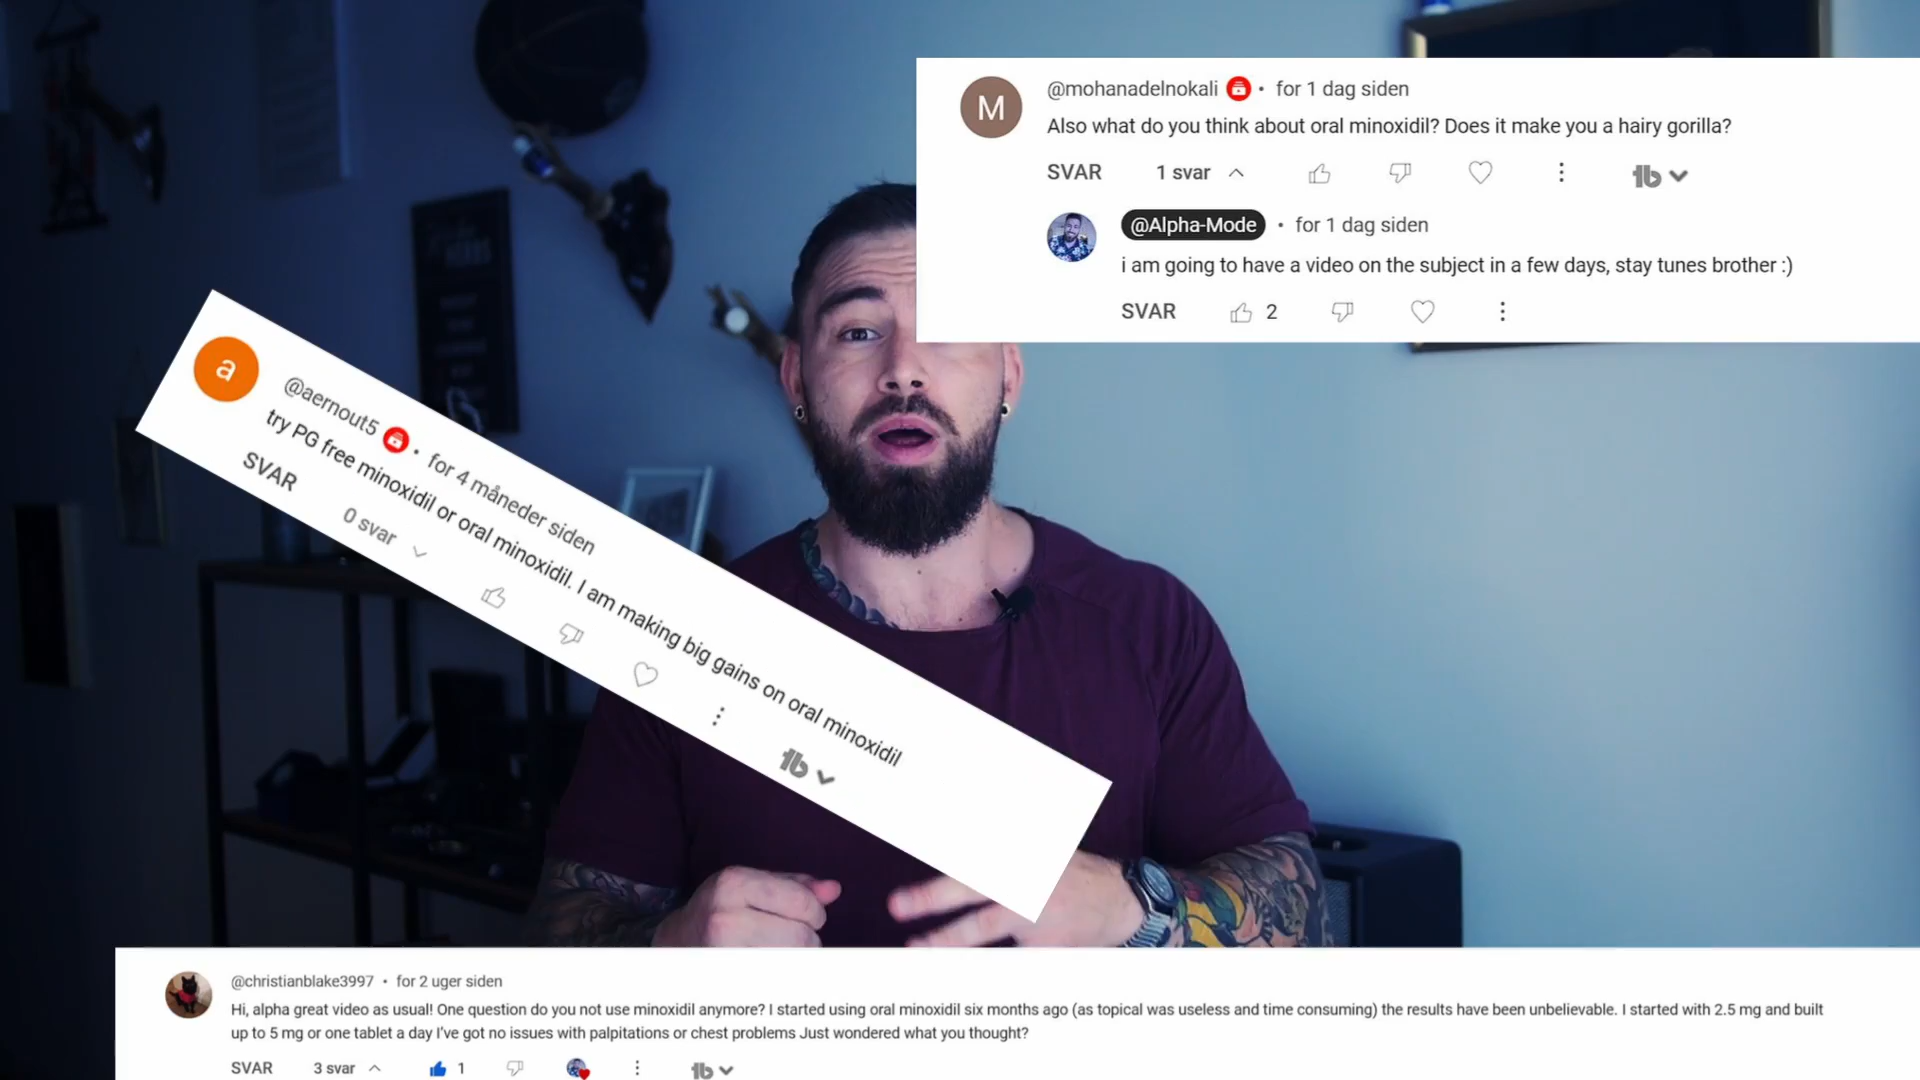 M
@mohanadelnokali • for 1 dag siden
Also what do you think about oral minoxidil? Does it make you a hairy gorilla?
SVAR 1 svar
@Alpha-Mode • for 1 dag siden
i am going to have a video on the subject in a few days, stay tunes brother :)
SVAR 2
a
@aernout5 • for 4 måneder siden
try PG free minoxidil or oral minoxidil. I am making big gains on oral minoxidil
SVAR 0 svar
@christianblake3997 • for 2 uger siden
Hi, alpha great video as usual! One question do you not use minoxidil anymore? I started using oral minoxidil six months ago (as topical was useless and time consuming) the results have been unbelievable. I started with 2.5 mg and built
up to 5 mg or one tablet a day I've got no issues with palpitations or chest problems Just wondered what you thought?
SVAR 3 svar 1